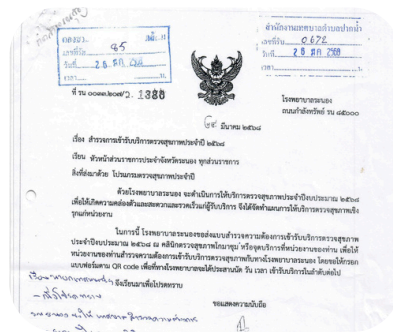 กองช่าง
เลขที่รับ 85
วันที่ 26 มีค 2568
เวลา
สำนักงานเทศบาลตำบลปากน้ำ
เลขที่รับ 0672
วันที่ 26 มีค 2568
เวลา
ที่ รน ๐๐๓๓.๒๐๗/ว. 1380
โรงพยาบาลระนอง
ถนนกำลังทรัพย์ รน ๘๕๐๐๐
มีนาคม ๒๕๖๘
เรื่อง สำรวจการเข้ารับบริการตรวจสุขภาพประจำปี ๒๕๖๘
เรียน หัวหน้าส่วนราชการประจำจังหวัดระนอง ทุกส่วนราชการ
สิ่งที่ส่งมาด้วย โปรแกรมตรวจสุขภาพประจำปี
ด้วยโรงพยาบาลระนอง จะดำเนินการให้บริการตรวจสุขภาพประจำปีงบประมาณ ๒๕๖๘
เพื่อให้เกิดความคล่องตัวและสะดวกและรวดเร็วแก่ผู้รับบริการ จึงได้จัดทำแผนการให้บริการตรวจสุขภาพเชิง
รุกแก่หน่วยงาน
ในการนี้ โรงพยาบาลระนองขอส่งแบบสำรวจความต้องการเข้ารับบริการตรวจสุขภาพ
ประจำปีงบประมาณ ๒๕๖๘ ณ คลินิกตรวจสุขภาพโกมาซุม หรือจุดบริการที่หน่วยงานของท่าน เพื่อให้
หน่วยงานของท่านสำรวจความต้องการเข้ารับบริการตรวจสุขภาพกับทางโรงพยาบาลระนอง โดยขอให้กรอก
แบบฟอร์มตาม QR code เพื่อที่ทางโรงพยาบาลจะได้ประสานนัด วัน เวลา เข้ารับบริการในลำดับต่อไป
จึงเรียนมาเพื่อโปรดทราบ
ขอแสดงความนับถือ